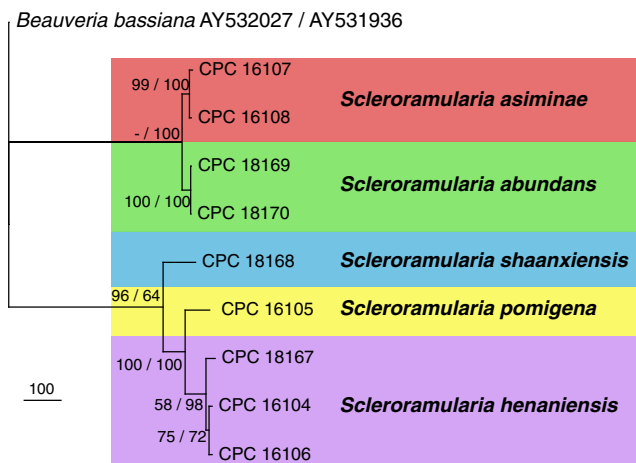 Beauveria bassiana AY532027 / AY531936
CPC 16107
99 / 100
Scleroramularia asiminae
CPC 16108
- / 100
CPC 18169
Scleroramularia abundans
100 / 100
CPC 18170
CPC 18168
Scleroramularia shaanxiensis
96 / 64
CPC 16105
Scleroramularia pomigena
100 / 100
CPC 18167
100
58 / 98
CPC 16104
Scleroramularia henaniensis
75 / 72
CPC 16106